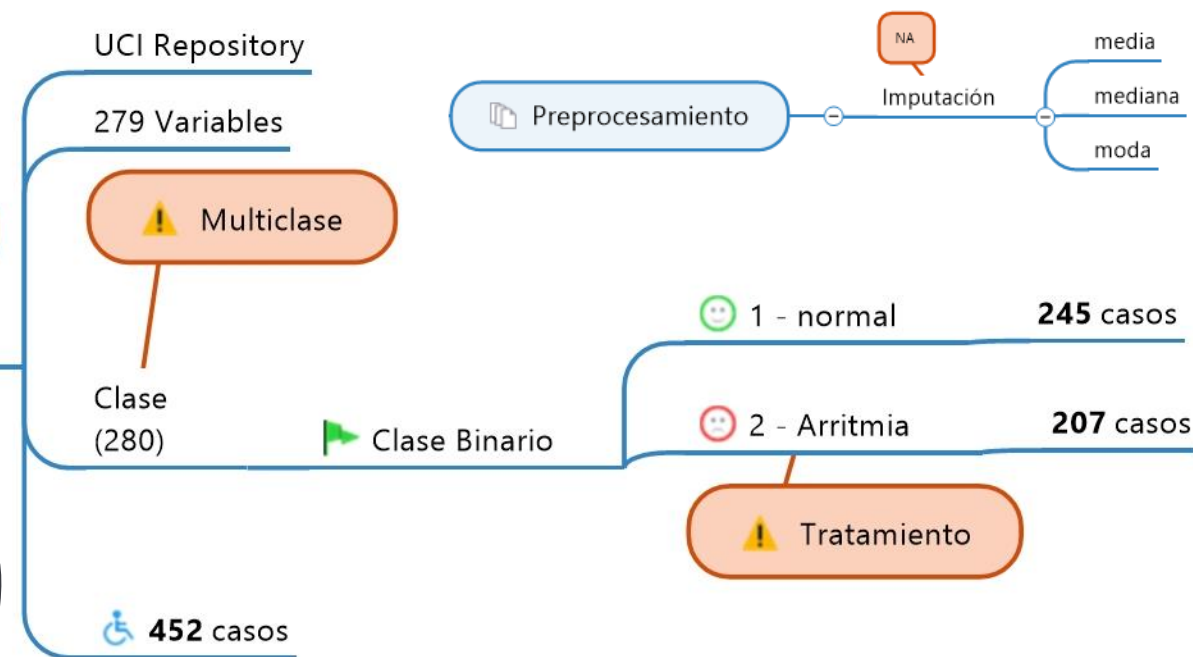 UCI Repository
279 Variables
Multiclase
Clase
(280)
Clase Binario
1 - normal
245 casos
2 - Arritmia
207 casos
Tratamiento
452 casos
Preprocesamiento
NA
Imputación
media
mediana
moda